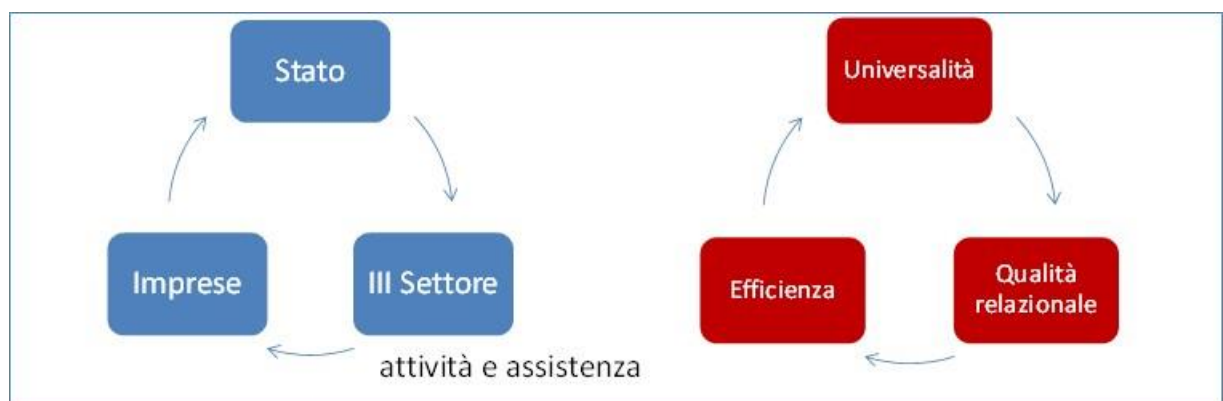 Stato
Imprese
III Settore
attività e assistenza
Universalità
Efficienza
Qualità
relazionale